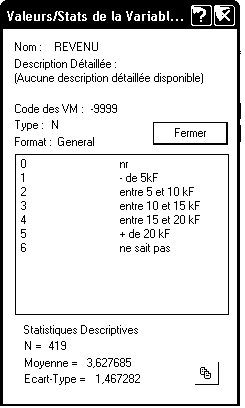 Valeurs/Stats de la Variabl...
Nom : REVENU
Description Détaillée :
(Aucune description détaillée disponible)
Code des VM : -9999
Type : N
Fermer
Format : General
0 nr
1 - de 5kF
2 entre 5 et 10 kF
3 entre 10 et 15 kF
4 entre 15 et 20 kF
5 + de 20 kF
6 ne sait pas
Statistiques Descriptives
N = 419
Moyenne = 3,627685
Ecart-Type = 1,467282